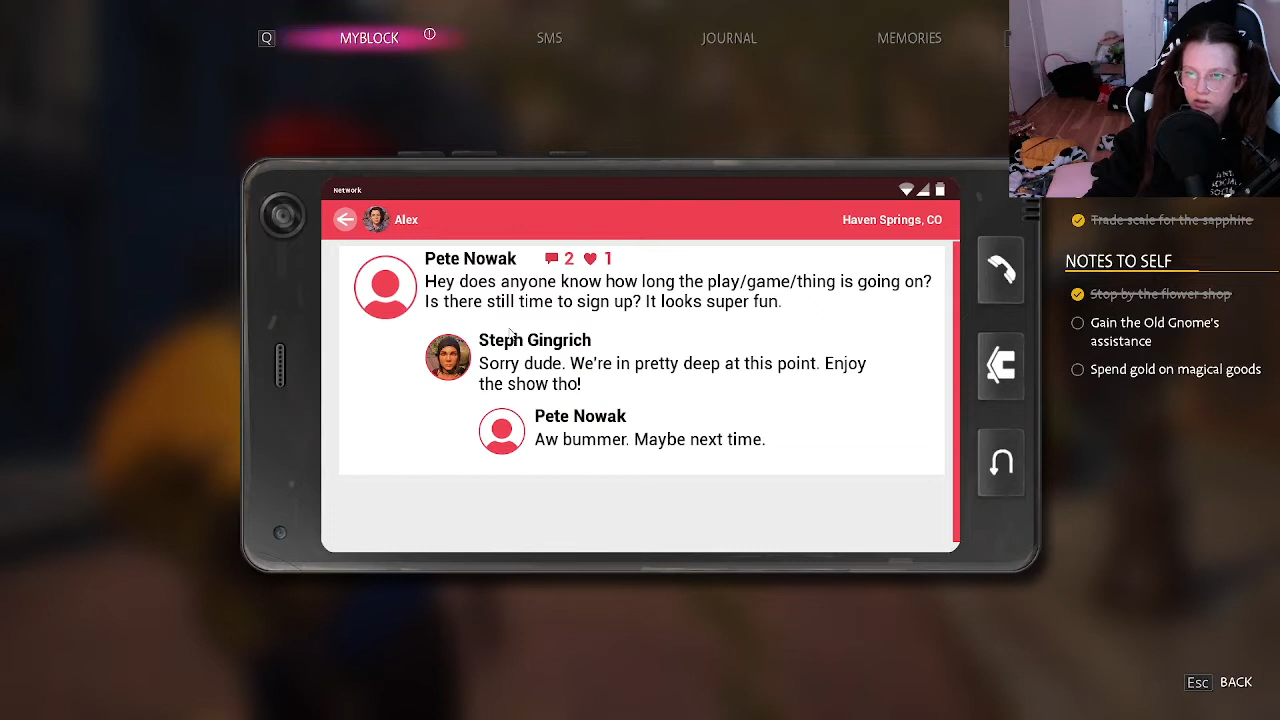 Q MYBLOCK SMS JOURNAL MEMORIES
Network
Alex Haven Springs, CO
Pete Nowak 2 1
Hey does anyone know how long the play/game/thing is going on?
Is there still time to sign up? It looks super fun.
Steph Gingrich
Sorry dude. We're in pretty deep at this point. Enjoy
the show tho!
Pete Nowak
Aw bummer. Maybe next time.
Trade scale for the sapphire
NOTES TO SELF
Stop by the flower shop
Gain the Old Gnome's
assistance
Spend gold on magical goods
ANTI
SOCIAL
SOCIAL
Esc BACK